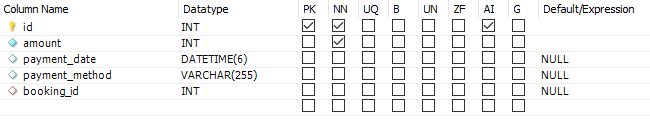 Column Name Datatype PK NN UQ B UN ZF AI G Default/Expression
id INT
amount INT
payment_date DATETIME(6) NULL
payment_method VARCHAR(255) NULL
booking_id INT NULL